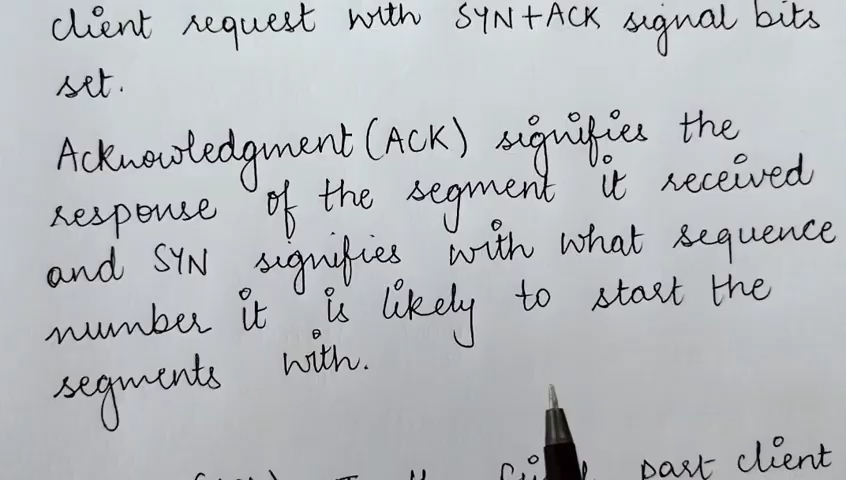 client request with SYN+ACK signal bits
set.
Acknowledgment (ACK) signifies the
response of the segment it received
and SYN signifies with what sequence
number it is likely to start the
segments with.
part client